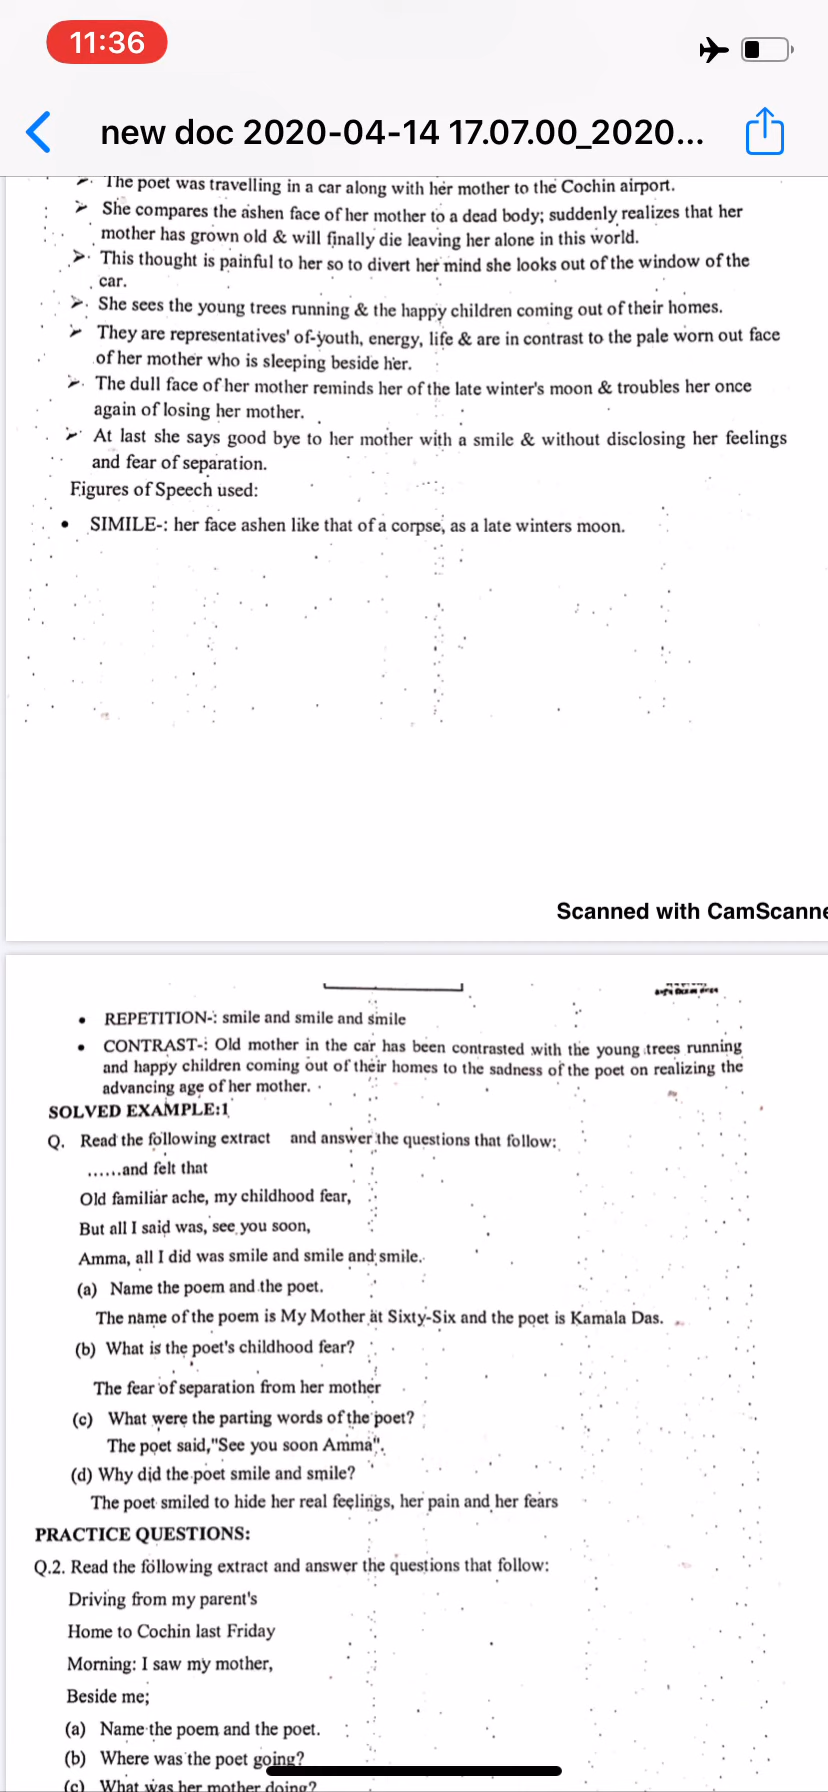 11:36
new doc 2020-04-14 17.07.00_2020...
The poet was travelling in a car along with her mother to the Cochin airport.
➤ She compares the ashen face of her mother to a dead body; suddenly realizes that her
mother has grown old & will finally die leaving her alone in this world.
➤ This thought is painful to her so to divert her mind she looks out of the window of the
car.
➤ She sees the young trees running & the happy children coming out of their homes.
➤ They are representatives' of-youth, energy, life & are in contrast to the pale worn out face
of her mother who is sleeping beside her.
➤ The dull face of her mother reminds her of the late winter's moon & troubles her once
again of losing her mother.
➤ At last she says good bye to her mother with a smile & without disclosing her feelings
and fear of separation.
Figures of Speech used:
• SIMILE-: her face ashen like that of a corpse, as a late winters moon.
Scanned with CamScanne
• REPETITION-: smile and smile and smile
• CONTRAST-: Old mother in the car has been contrasted with the young trees running
and happy children coming out of their homes to the sadness of the poet on realizing the
advancing age of her mother.
SOLVED EXAMPLE:1
Q. Read the following extract and answer the questions that follow:
......and felt that
Old familiar ache, my childhood fear,
But all I said was, see you soon,
Amma, all I did was smile and smile and smile.
(a) Name the poem and the poet.
The name of the poem is My Mother at Sixty-Six and the poet is Kamala Das.
(b) What is the poet's childhood fear?
The fear of separation from her mother
(c) What were the parting words of the poet?
The poet said,"See you soon Amma".
(d) Why did the poet smile and smile?
The poet smiled to hide her real feelings, her pain and her fears
PRACTICE QUESTIONS:
Q.2. Read the following extract and answer the questions that follow:
Driving from my parent's
Home to Cochin last Friday
Morning: I saw my mother,
Beside me;
(a) Name the poem and the poet.
(b) Where was the poet going?
(c) What was her mother doing?